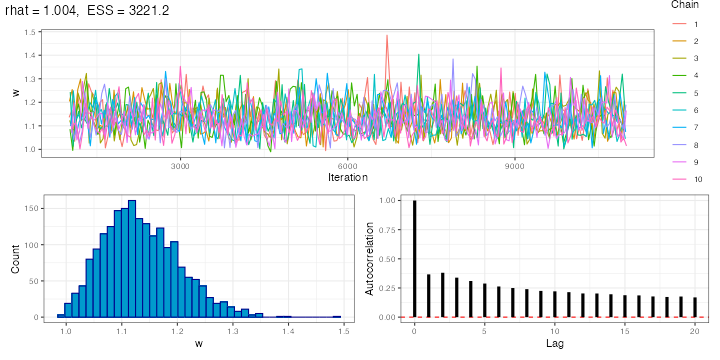 rhat = 1.004, ESS = 3221.2
Chain
1
2
3
4
5
6
7
8
9
10
w
1.5
1.4
1.3
1.2
1.1
1.0
3000 6000 9000
Iteration
Count
150
100
50
0
1.0 1.1 1.2 1.3 1.4 1.5
w
Autocorrelation
1.00
0.75
0.50
0.25
0.00
0 5 10 15 20
Lag